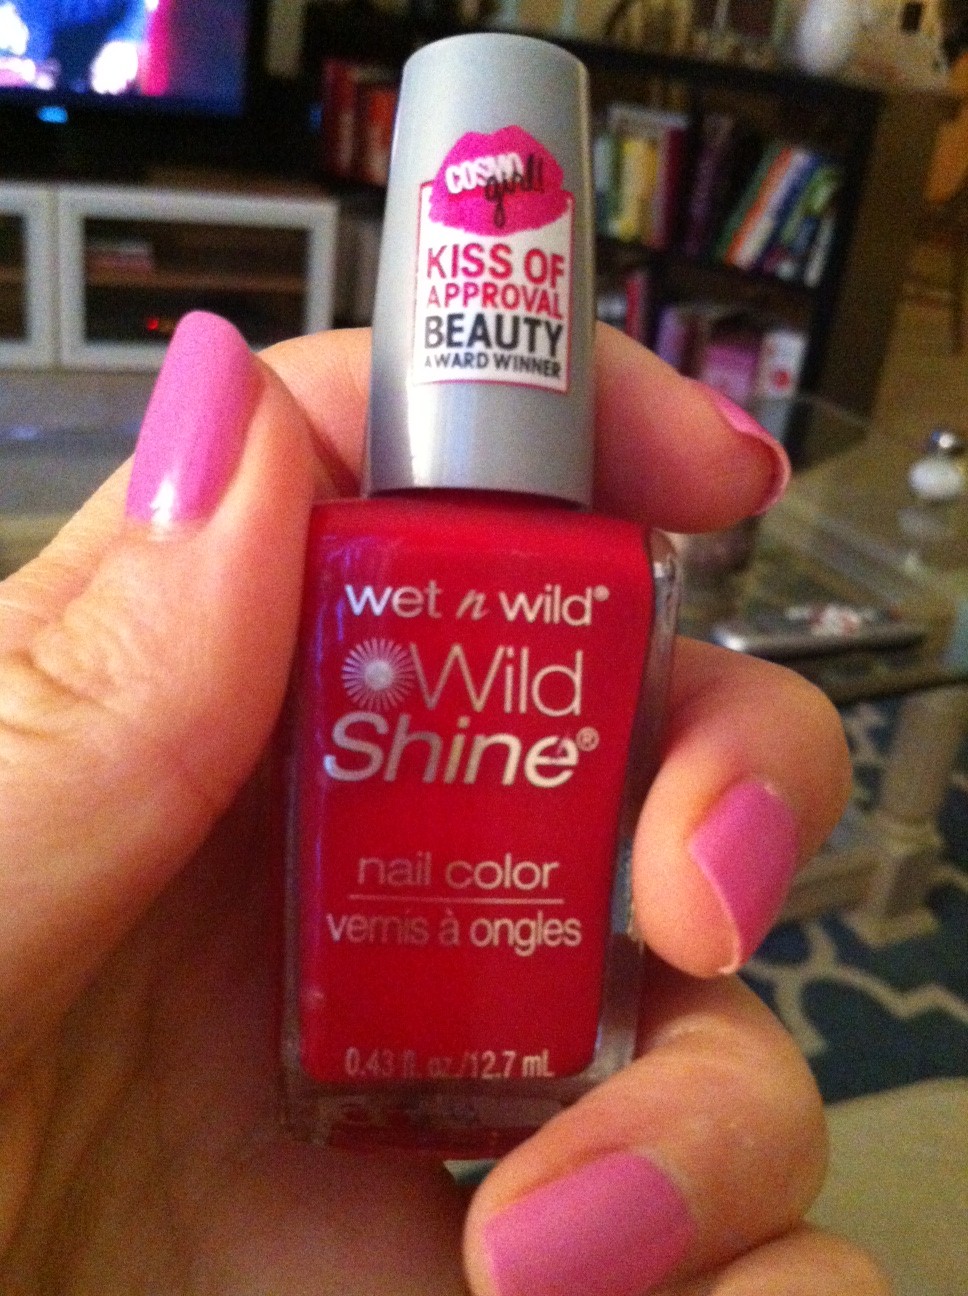 COSMO
girl!
KISS OF
APPROVAL
BEAUTY
AWARD WINNER
wet n wild®
Wild
Shine®
nail color
vernis à ongles
0.43 fl. oz./12.7 mL